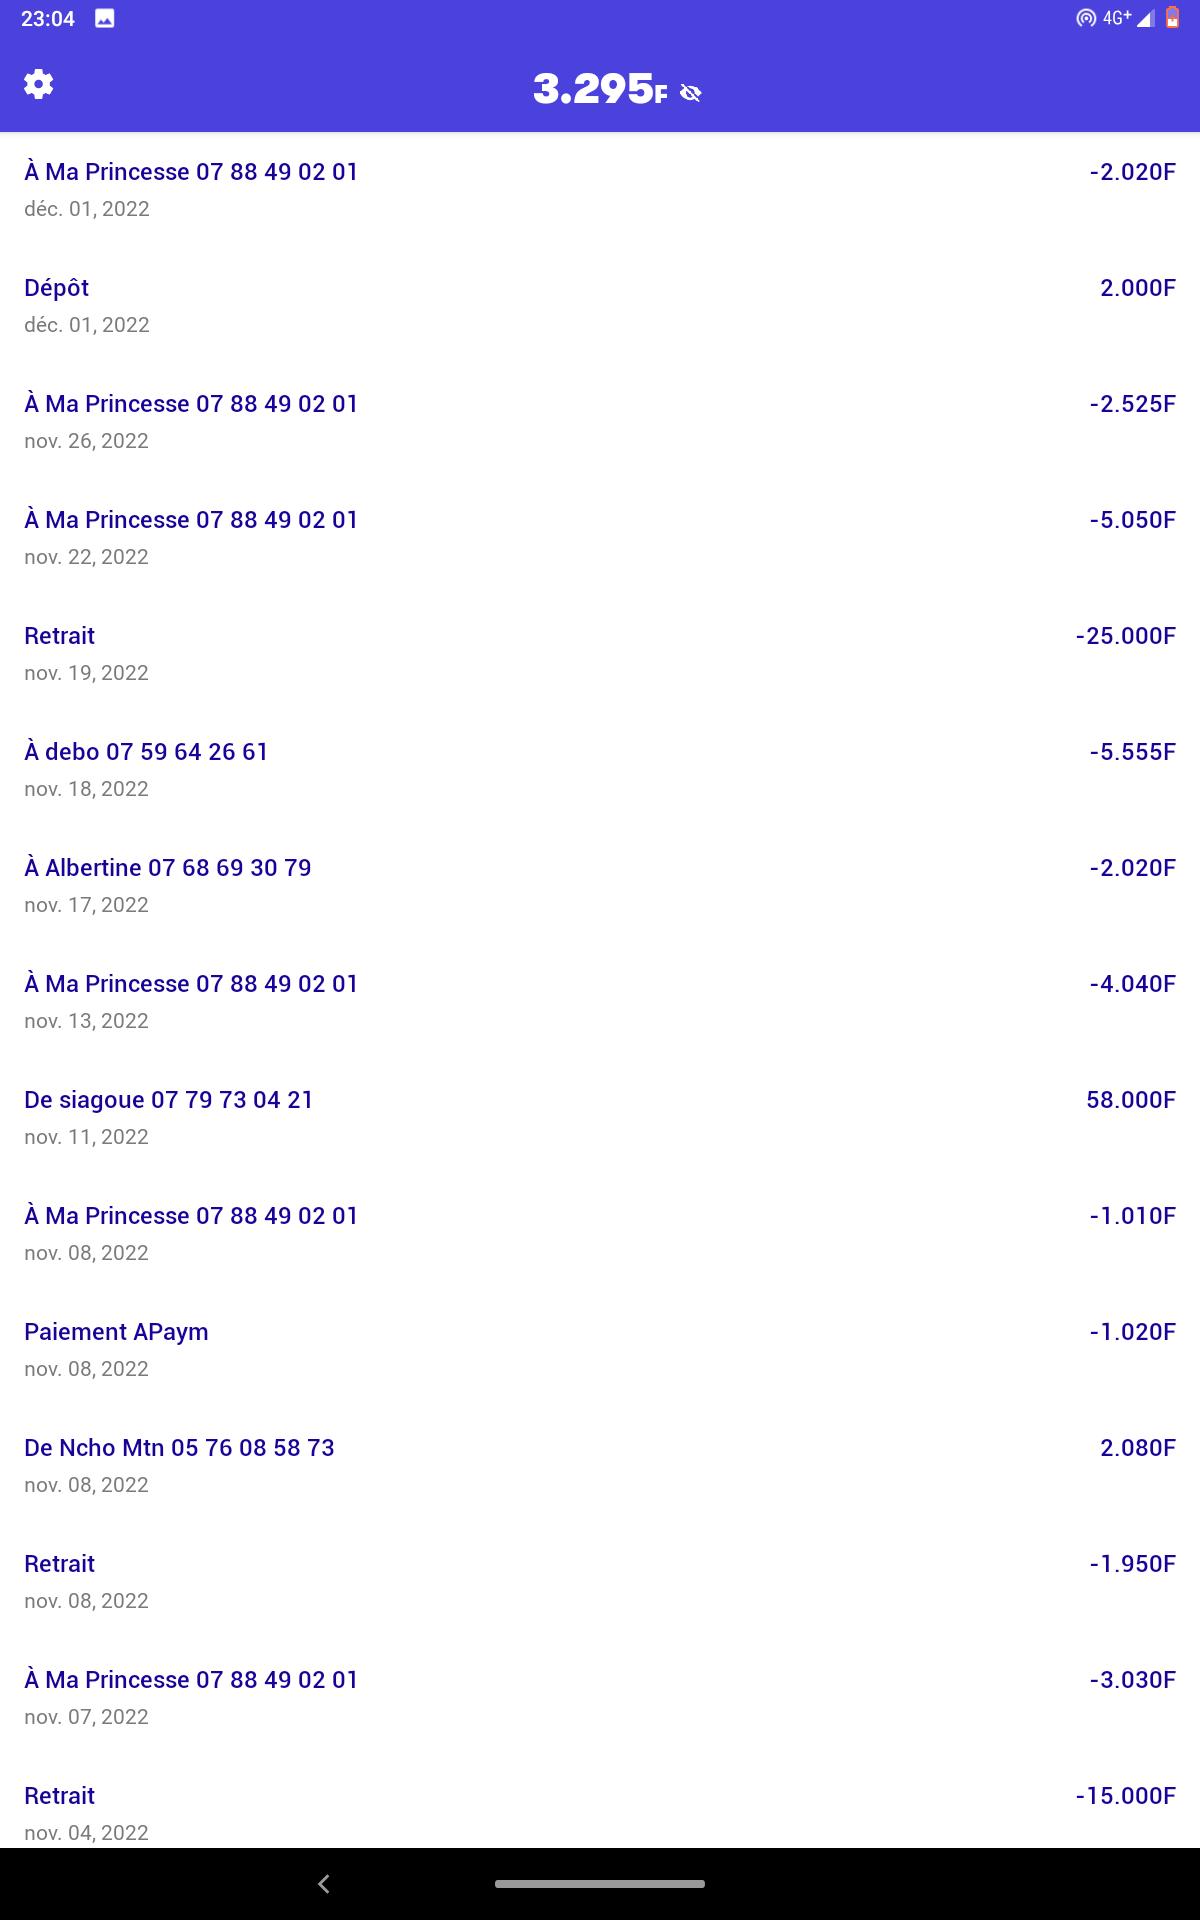 23:04 4G+
3.295F
À Ma Princesse 07 88 49 02 01 -2.020F
déc. 01, 2022
Dépôt 2.000F
déc. 01, 2022
À Ma Princesse 07 88 49 02 01 -2.525F
nov. 26, 2022
À Ma Princesse 07 88 49 02 01 -5.050F
nov. 22, 2022
Retrait -25.000F
nov. 19, 2022
À debo 07 59 64 26 61 -5.555F
nov. 18, 2022
À Albertine 07 68 69 30 79 -2.020F
nov. 17, 2022
À Ma Princesse 07 88 49 02 01 -4.040F
nov. 13, 2022
De siagoue 07 79 73 04 21 58.000F
nov. 11, 2022
À Ma Princesse 07 88 49 02 01 -1.010F
nov. 08, 2022
Paiement APaym -1.020F
nov. 08, 2022
De Ncho Mtn 05 76 08 58 73 2.080F
nov. 08, 2022
Retrait -1.950F
nov. 08, 2022
À Ma Princesse 07 88 49 02 01 -3.030F
nov. 07, 2022
Retrait -15.000F
nov. 04, 2022